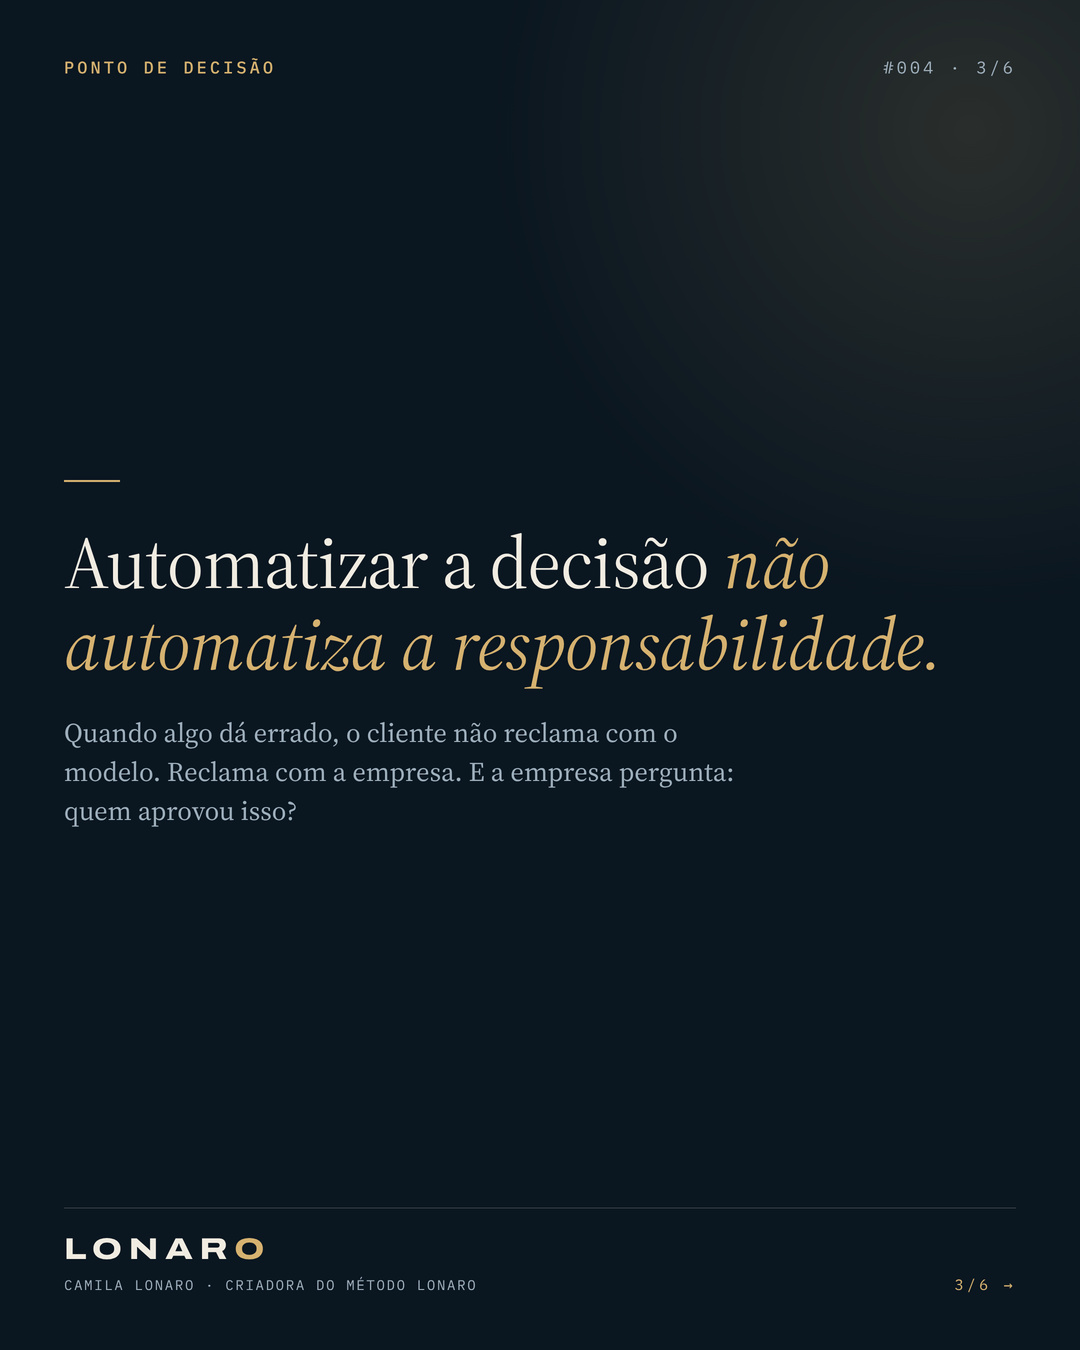 PONTO DE DECISÃO
#004 · 3/6
Automatizar a decisão não
automatiza a responsabilidade.
Quando algo dá errado, o cliente não reclama com o
modelo. Reclama com a empresa. E a empresa pergunta:
quem aprovou isso?
LONARO
CAMILA LONARO · CRIADORA DO MÉTODO LONARO
3/6 →